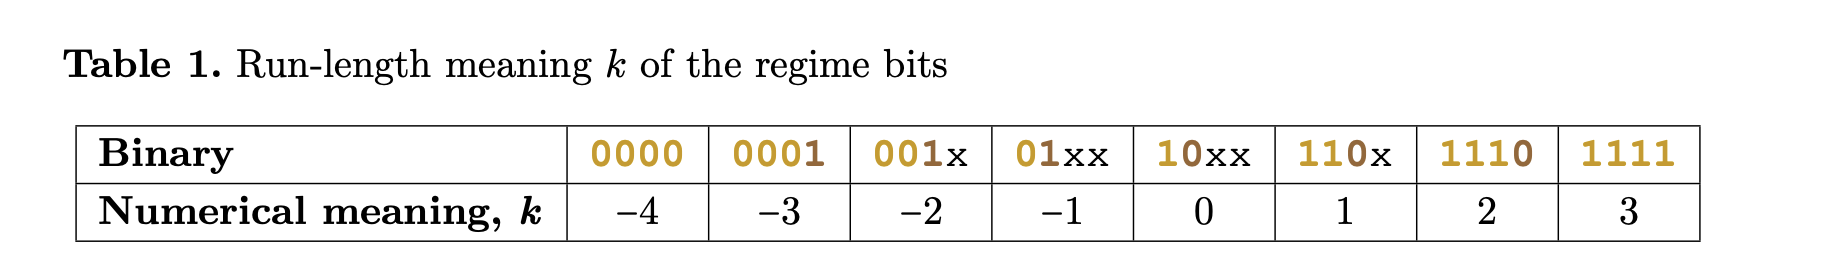 Table 1. Run-length meaning k of the regime bits
Binary 0000 0001 001x 01xx 10xx 110x 1110 1111
Numerical meaning, k −4 −3 −2 −1 0 1 2 3